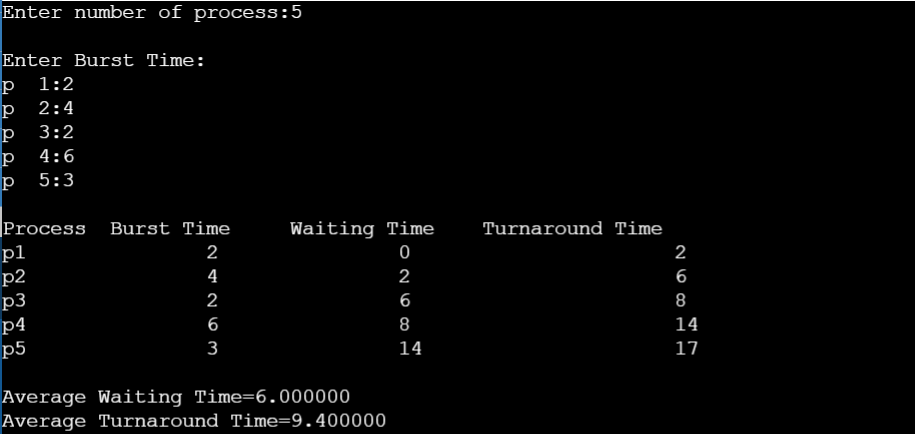 Enter number of process:5
Enter Burst Time:
p  1:2
p  2:4
p  3:2
p  4:6
p  5:3
Process  Burst Time     Waiting Time    Turnaround Time
p1               2               0                      2
p2               4               2                      6
p3               2               6                      8
p4               6               8                      14
p5               3               14                     17
Average Waiting Time=6.000000
Average Turnaround Time=9.400000